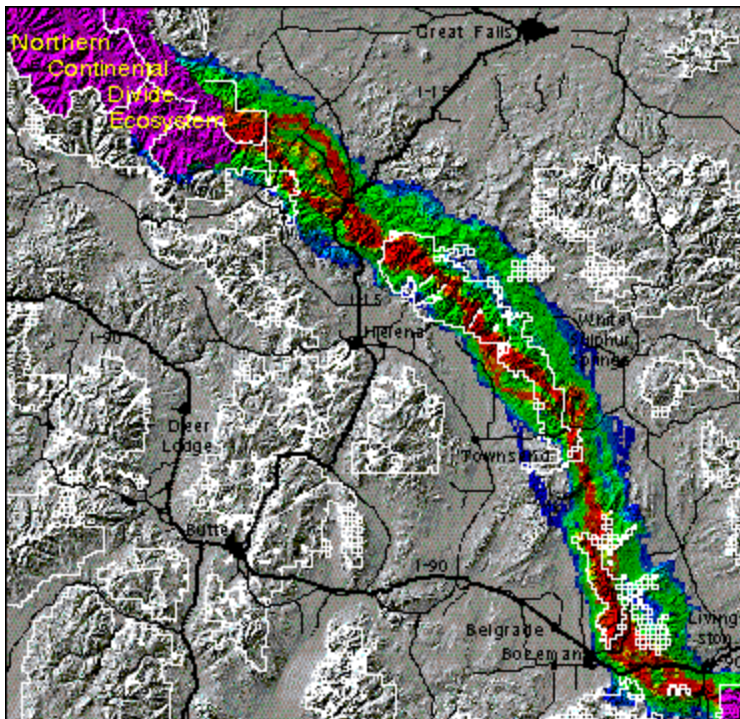 Great Falls
Northern
Continental
Divide
Ecosystem
I-15
I-15
Helena
White
Sulphur
Springs
I-90
Deer
Lodge
Townsend
Butte
I-90
Belgrade
Bozeman
Living-
ston
90